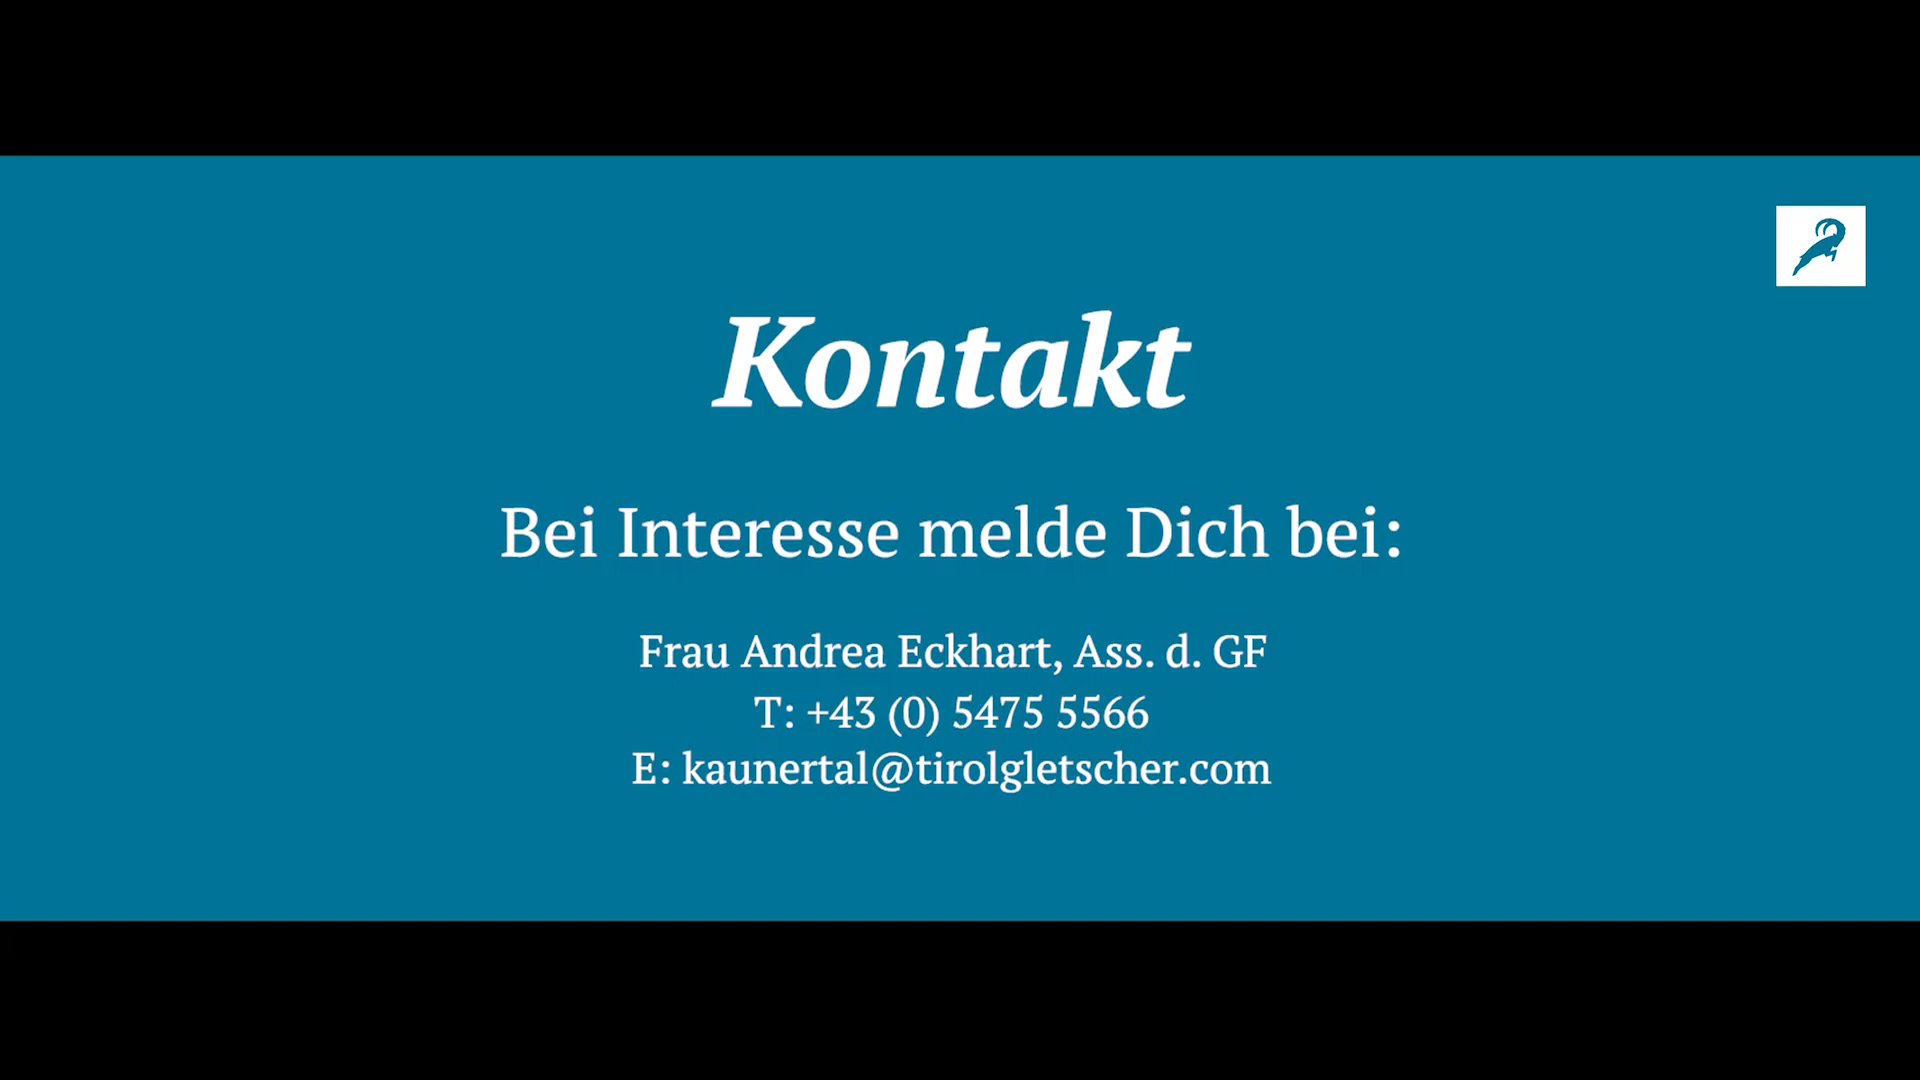 Kontakt
Bei Interesse melde Dich bei:
Frau Andrea Eckhart, Ass. d. GF
T: +43 (0) 5475 5566
E: kaunertal@tirolgletscher.com